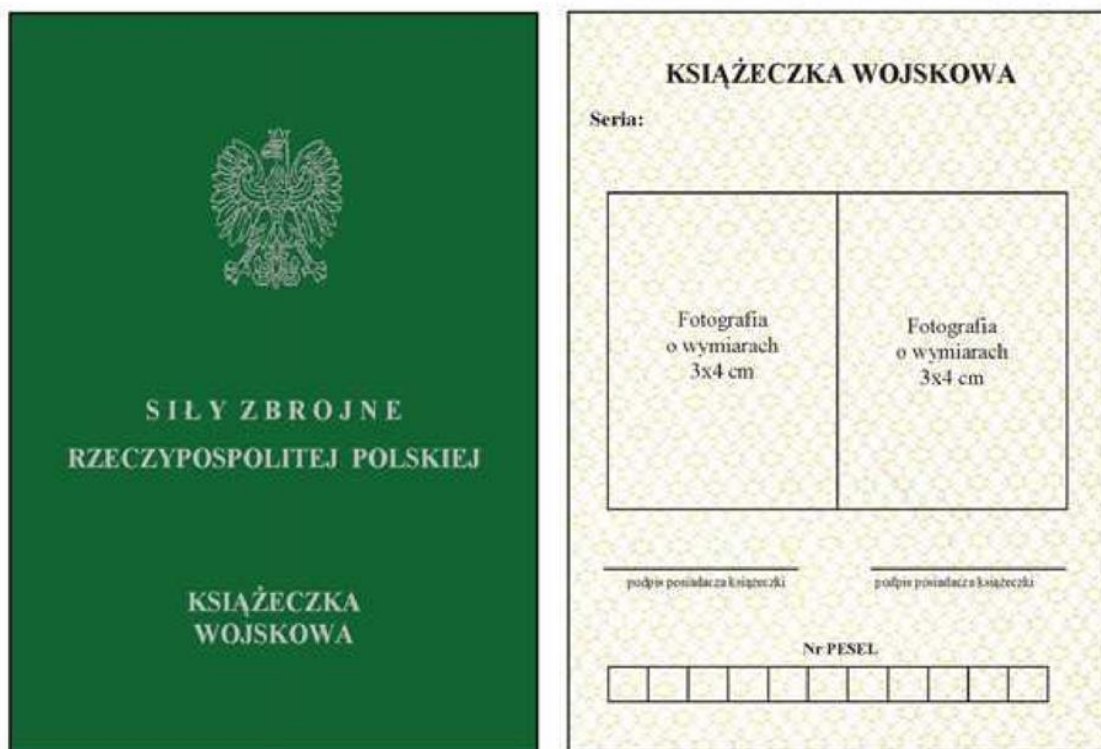 SIŁY ZBROJNE
RZECZYPOSPOLITEJ POLSKIEJ
KSIĄŻECZKA
WOJSKOWA
KSIĄŻECZKA WOJSKOWA
Seria:
Fotografia
o wymiarach
3x4 cm
Fotografia
o wymiarach
3x4 cm
podpis posiadacza książeczki
podpis posiadacza książeczki
Nr PESEL